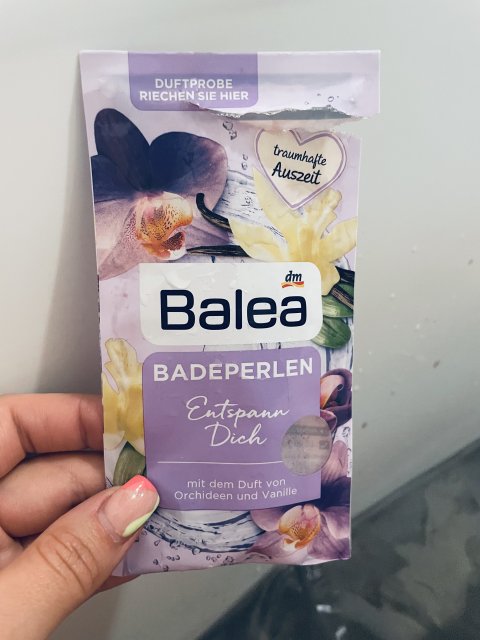 DUFTPROBE
RIECHEN SIE HIER
traumhafte
Auszeit
dm
Balea
BADEPERLEN
Entspann
Dich
mit dem Duft von
Orchideen und Vanille